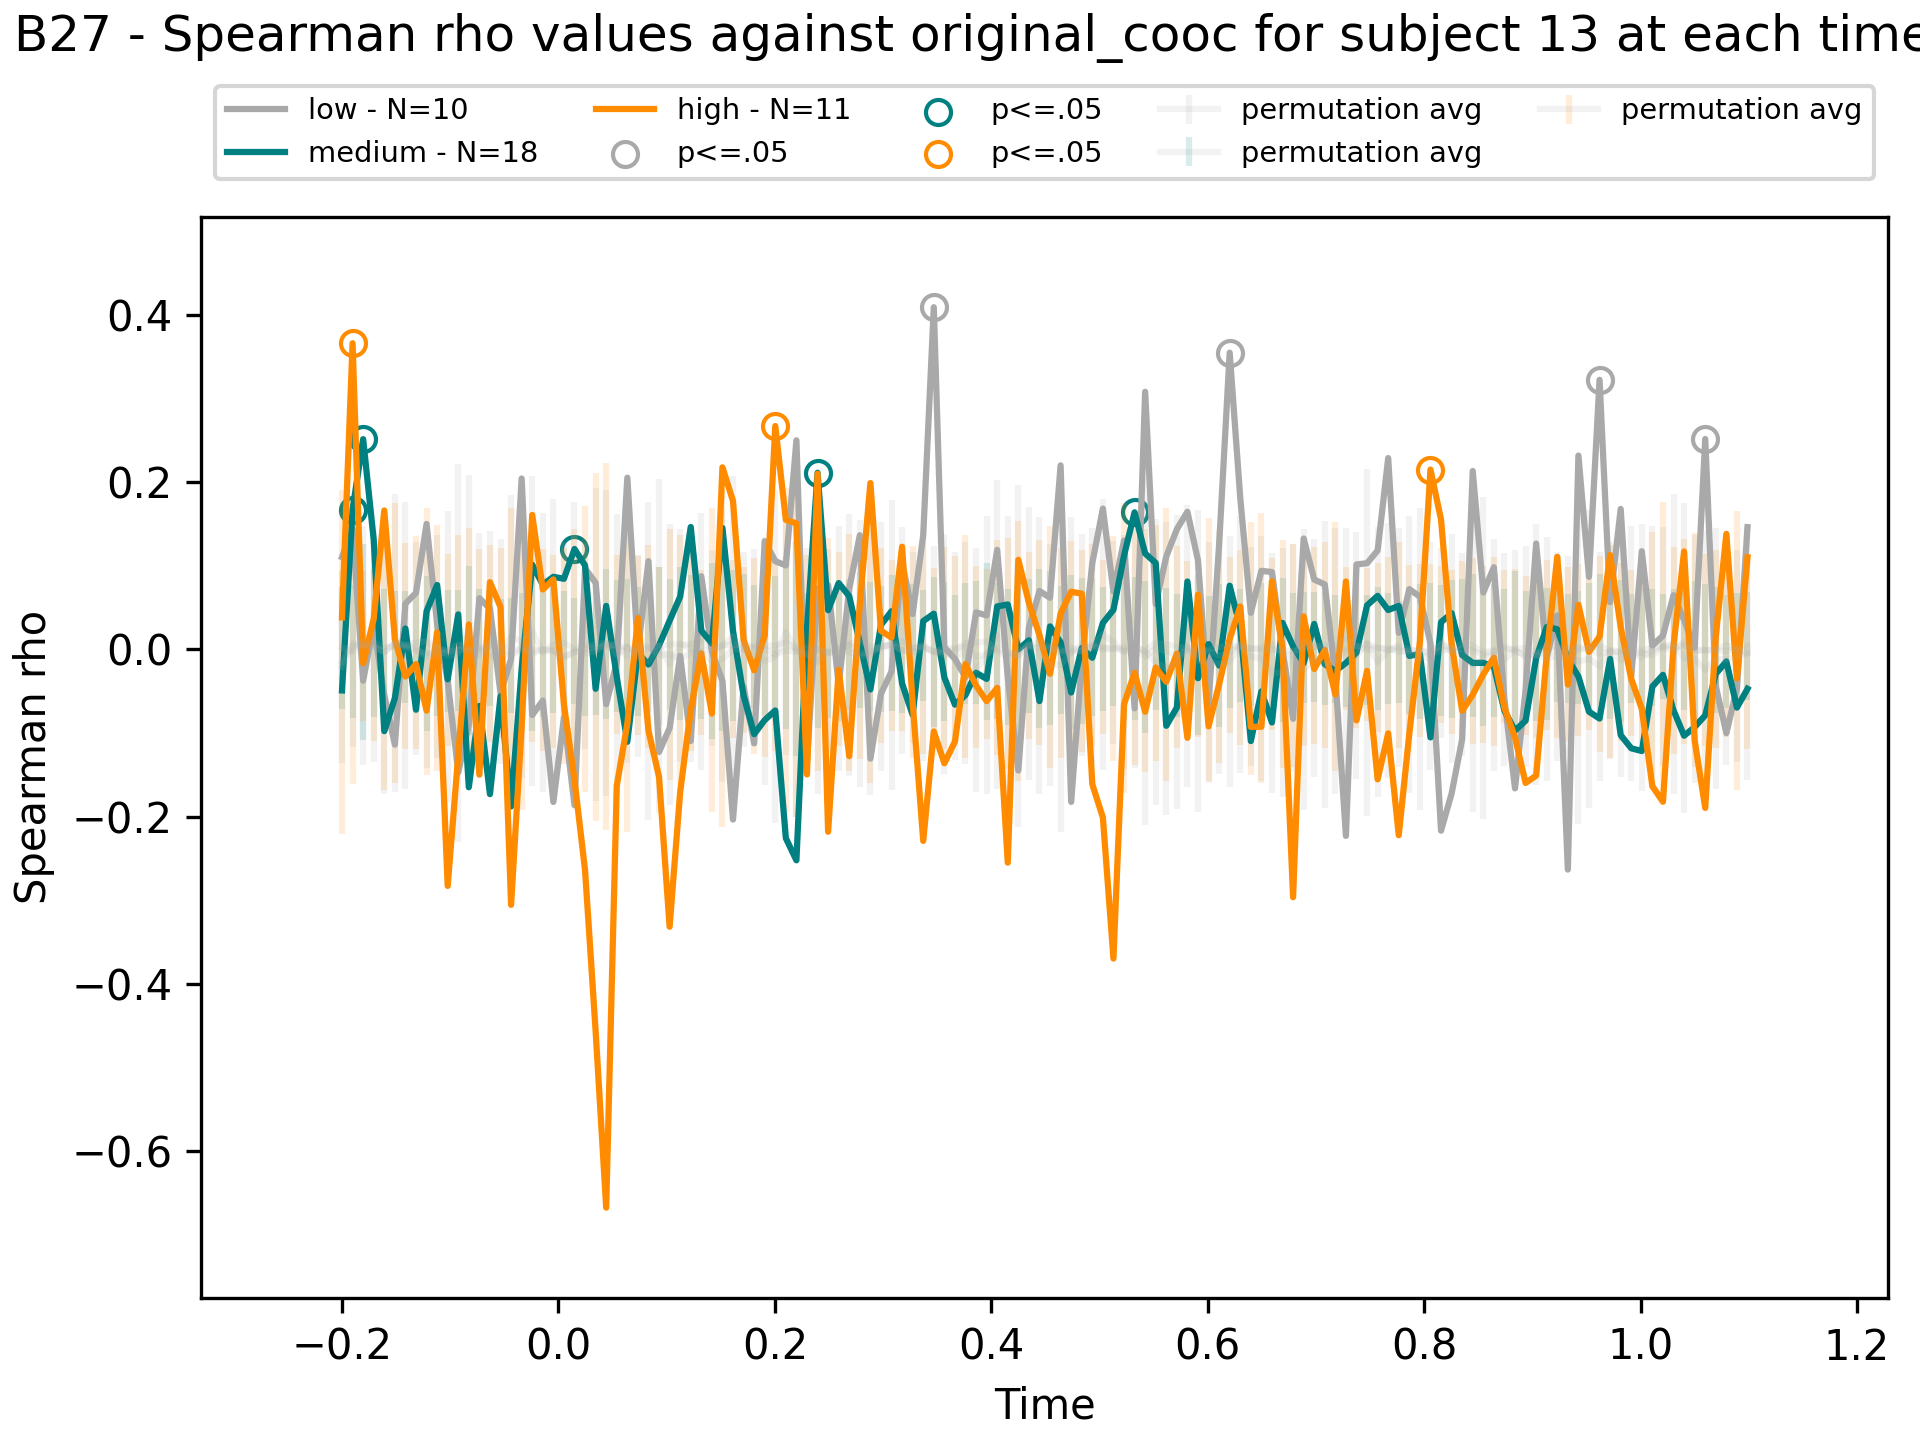 B27 - Spearman rho values against original_cooc for subject 13 at each time
low - N=10 high - N=11 p<=.05 permutation avg permutation avg
medium - N=18 p<=.05 p<=.05 permutation avg
0.4
0.2
0.0
−0.2
−0.4
−0.6
Spearman rho
−0.2 0.0 0.2 0.4 0.6 0.8 1.0 1.2
Time